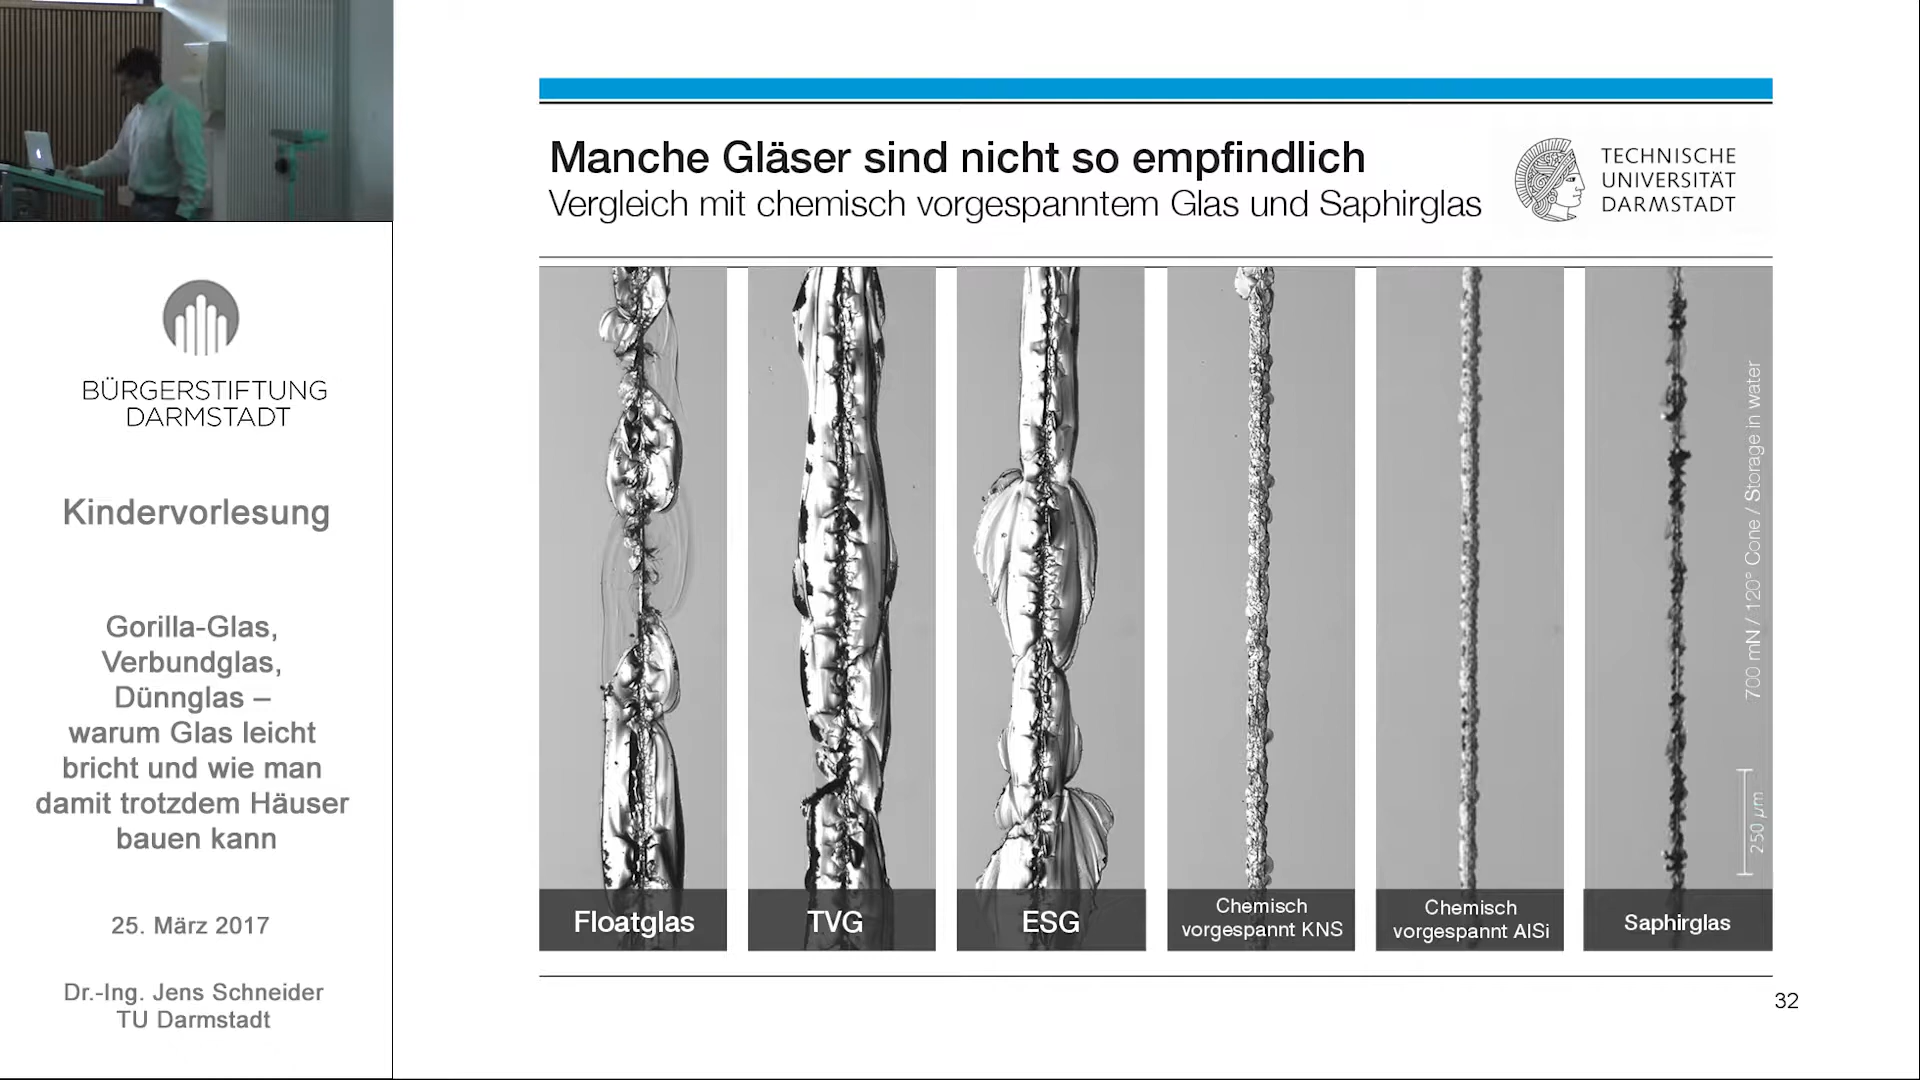 BÜRGERSTIFTUNG
DARMSTADT
Kindervorlesung
Gorilla-Glas,
Verbundglas,
Dünnglas –
warum Glas leicht
bricht und wie man
damit trotzdem Häuser
bauen kann
25. März 2017
Dr.-Ing. Jens Schneider
TU Darmstadt
Manche Gläser sind nicht so empfindlich
Vergleich mit chemisch vorgespanntem Glas und Saphirglas
TECHNISCHE
UNIVERSITÄT
DARMSTADT
Floatglas
TVG
ESG
Chemisch
vorgespannt KNS
Chemisch
vorgespannt AlSi
Saphirglas
700 mN / 120° Cone / Storage in water
250 µm
32